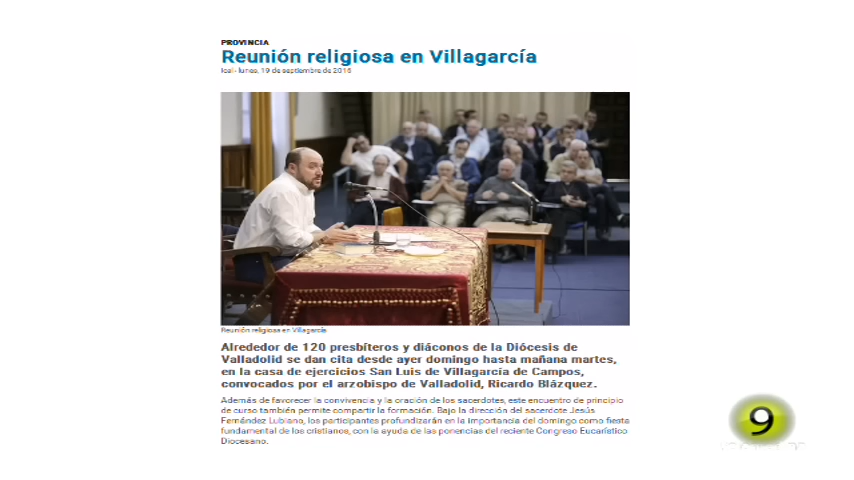 PROVINCIA
Reunión religiosa en Villagarcía
Ical - lunes, 19 de septiembre de 2016
Reunión religiosa en Villagarcía
Alrededor de 120 presbíteros y diáconos de la Diócesis de
Valladolid se dan cita desde ayer domingo hasta mañana martes,
en la casa de ejercicios San Luis de Villagarcía de Campos,
convocados por el arzobispo de Valladolid, Ricardo Blázquez.
Además de favorecer la convivencia y la oración de los sacerdotes, este encuentro de principio
de curso también permite compartir la formación. Bajo la dirección del sacerdote Jesús
Fernández Lubiano, los participantes profundizarán en la importancia del domingo como fiesta
fundamental de los cristianos, con la ayuda de las ponencias del reciente Congreso Eucarístico
Diocesano.
9